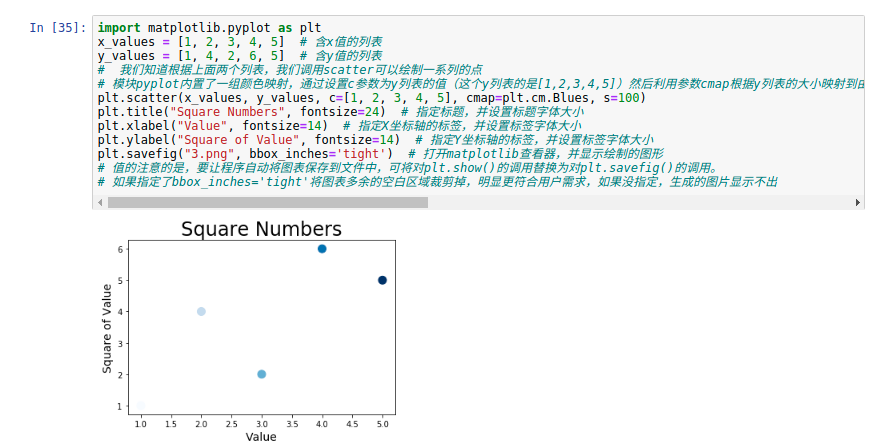 In [35]:
import matplotlib.pyplot as plt
x_values = [1, 2, 3, 4, 5]  # 含x值的列表
y_values = [1, 4, 2, 6, 5]  # 含y值的列表
#  我们知道根据上面两个列表，我们调用scatter可以绘制一系列的点
# 模块pyplot内置了一组颜色映射，通过设置c参数为y列表的值（这个y列表的是[1,2,3,4,5]）然后利用参数cmap根据y列表的大小映射到由
plt.scatter(x_values, y_values, c=[1, 2, 3, 4, 5], cmap=plt.cm.Blues, s=100)
plt.title("Square Numbers", fontsize=24)  # 指定标题，并设置标题字体大小
plt.xlabel("Value", fontsize=14)  # 指定X坐标轴的标签，并设置标签字体大小
plt.ylabel("Square of Value", fontsize=14)  # 指定Y坐标轴的标签，并设置标签字体大小
plt.savefig("3.png", bbox_inches='tight')  # 打开matplotlib查看器，并显示绘制的图形
# 值的注意的是，要让程序自动将图表保存到文件中，可将对plt.show()的调用替换为对plt.savefig()的调用。
# 如果指定了bbox_inches='tight'将图表多余的空白区域裁剪掉，明显更符合用户需求，如果没指定，生成的图片显示不出
Square Numbers
6
5
4
3
2
1
Square of Value
1.0 1.5 2.0 2.5 3.0 3.5 4.0 4.5 5.0
Value